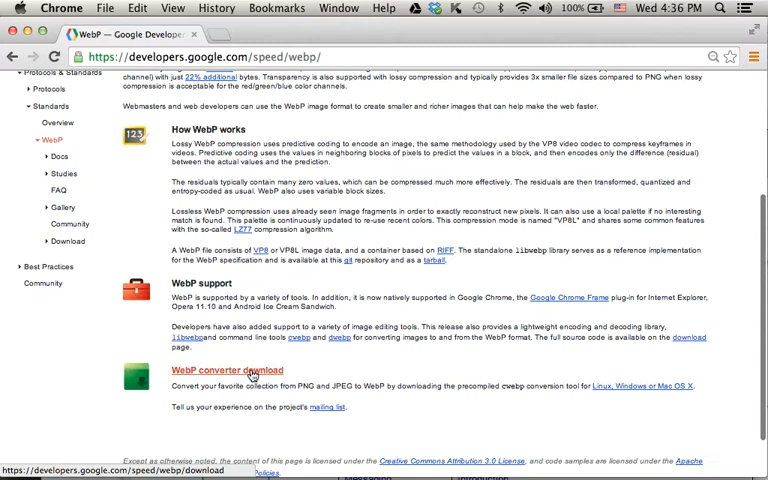 Chrome File Edit View History Bookmarks Window Help 100% Wed 4:36 PM
WebP — Google Developer
https://developers.google.com/speed/webp/
Protocols & Standards
Protocols
Standards
Overview
WebP
Docs
Studies
FAQ
Gallery
Community
Download
Best Practices
Community
channel) with just 22% additional bytes. Transparency is also supported with lossy compression and typically provides 3x smaller file sizes compared to PNG when lossy
compression is acceptable for the red/green/blue color channels.
Webmasters and web developers can use the WebP image format to create smaller and richer images that can help make the web faster.
How WebP works
Lossy WebP compression uses predictive coding to encode an image, the same methodology used by the VP8 video codec to compress keyframes in
videos. Predictive coding uses the values in neighboring blocks of pixels to predict the values in a block, and then encodes only the difference (residual)
between the actual values and the prediction.
The residuals typically contain many zero values, which can be compressed much more effectively. The residuals are then transformed, quantized and
entropy-coded as usual. WebP also uses variable block sizes.
Lossless WebP compression uses already seen image fragments in order to exactly reconstruct new pixels. It can also use a local palette if no interesting
match is found. This palette is continuously updated to re-use recent colors. This compression mode is named "VP8L" and shares some common features
with the so-called LZ77 compression algorithm.
A WebP file consists of VP8 or VP8L image data, and a container based on RIFF. The standalone libwebp library serves as a reference implementation
for the WebP specification and is available at this git repository and as a tarball.
WebP support
WebP is supported by a variety of tools. In addition, it is now natively supported in Google Chrome, the Google Chrome Frame plug-in for Internet Explorer,
Opera 11.10 and Android Ice Cream Sandwich.
Developers have also added support to a variety of image editing tools. This release also provides a lightweight encoding and decoding library,
libwebpand command line tools cwebp and dwebp for converting images to and from the WebP format. The full source code is available on the download
page.
WebP converter download
Convert your favorite collection from PNG and JPEG to WebP by downloading the precompiled cwebp conversion tool for Linux, Windows or Mac OS X.
Tell us your experience on the project's mailing list.
Except as otherwise noted, the content of this page is licensed under the Creative Commons Attribution 3.0 License, and code samples are licensed under the Apache
Policies.
https://developers.google.com/speed/webp/download